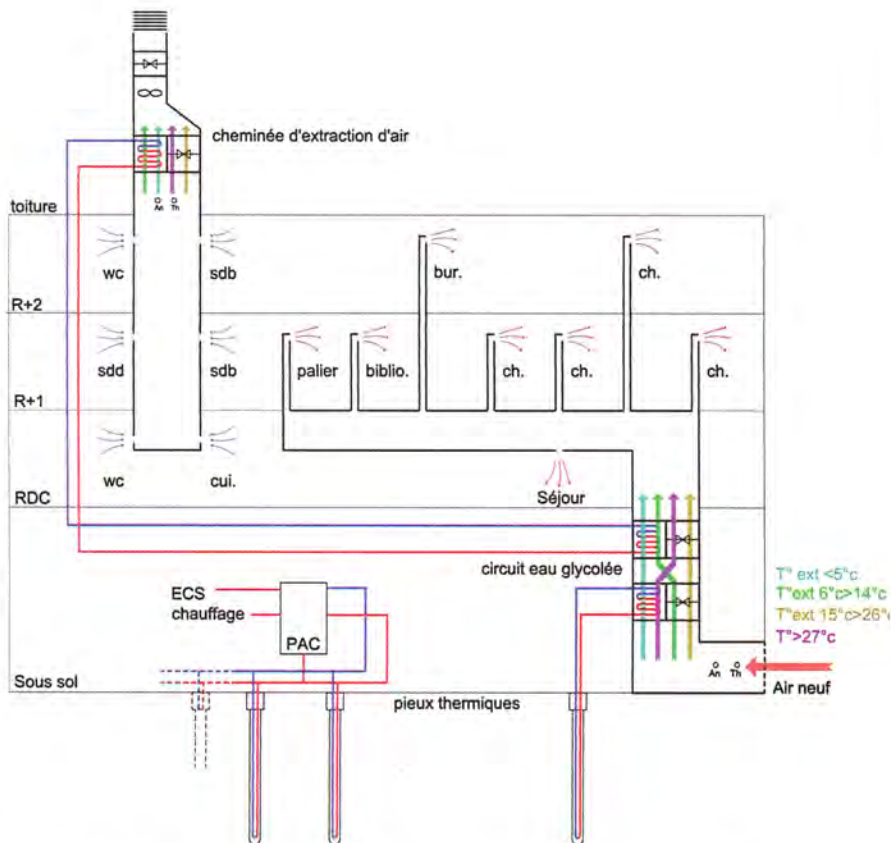 cheminée d'extraction d'air
An Th
toiture
wc sdb bur. ch.
R+2
sdd sdb palier biblio. ch. ch. ch.
R+1
wc cui. Séjour
RDC
circuit eau glycolée
T° ext <5°c
T°ext 6°c>14°c
T°ext 15°c>26°c
T°>27°c
ECS
chauffage
PAC
An Th
Sous sol
pieux thermiques
Air neuf